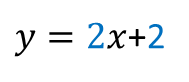 y = 2x+2